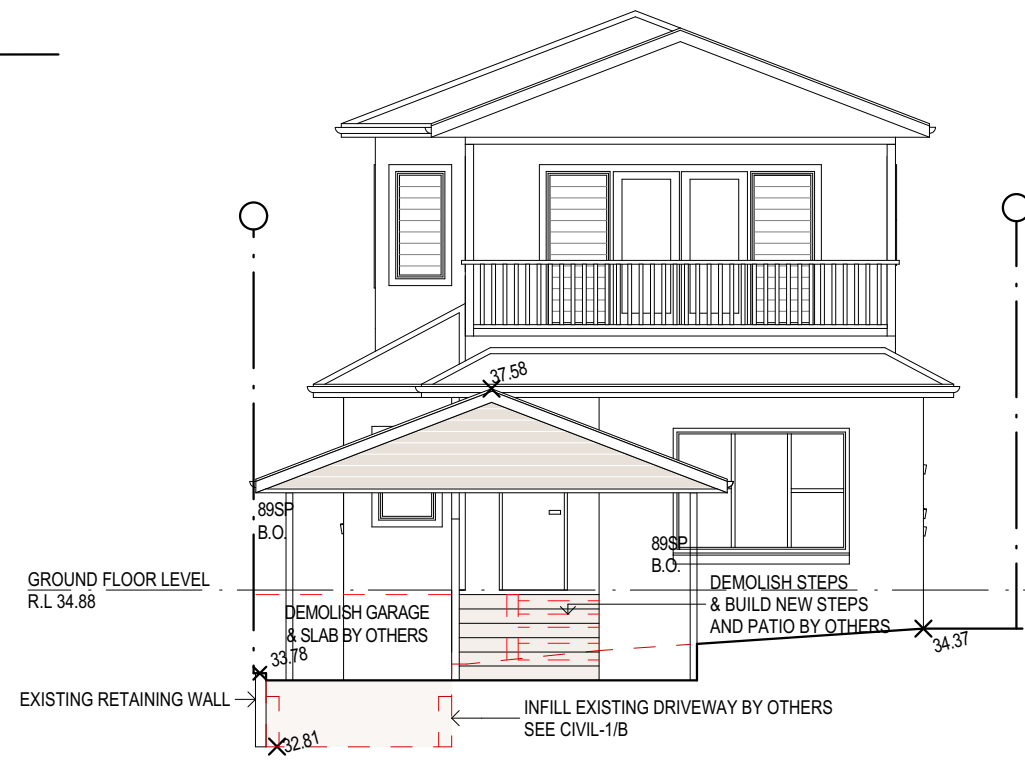 37.58
89SP
B.O.
89SP
B.O.
GROUND FLOOR LEVEL
R.L 34.88
DEMOLISH STEPS
& BUILD NEW STEPS
AND PATIO BY OTHERS
DEMOLISH GARAGE
& SLAB BY OTHERS
34.37
33.78
EXISTING RETAINING WALL
INFILL EXISTING DRIVEWAY BY OTHERS
SEE CIVIL-1/B
32.81